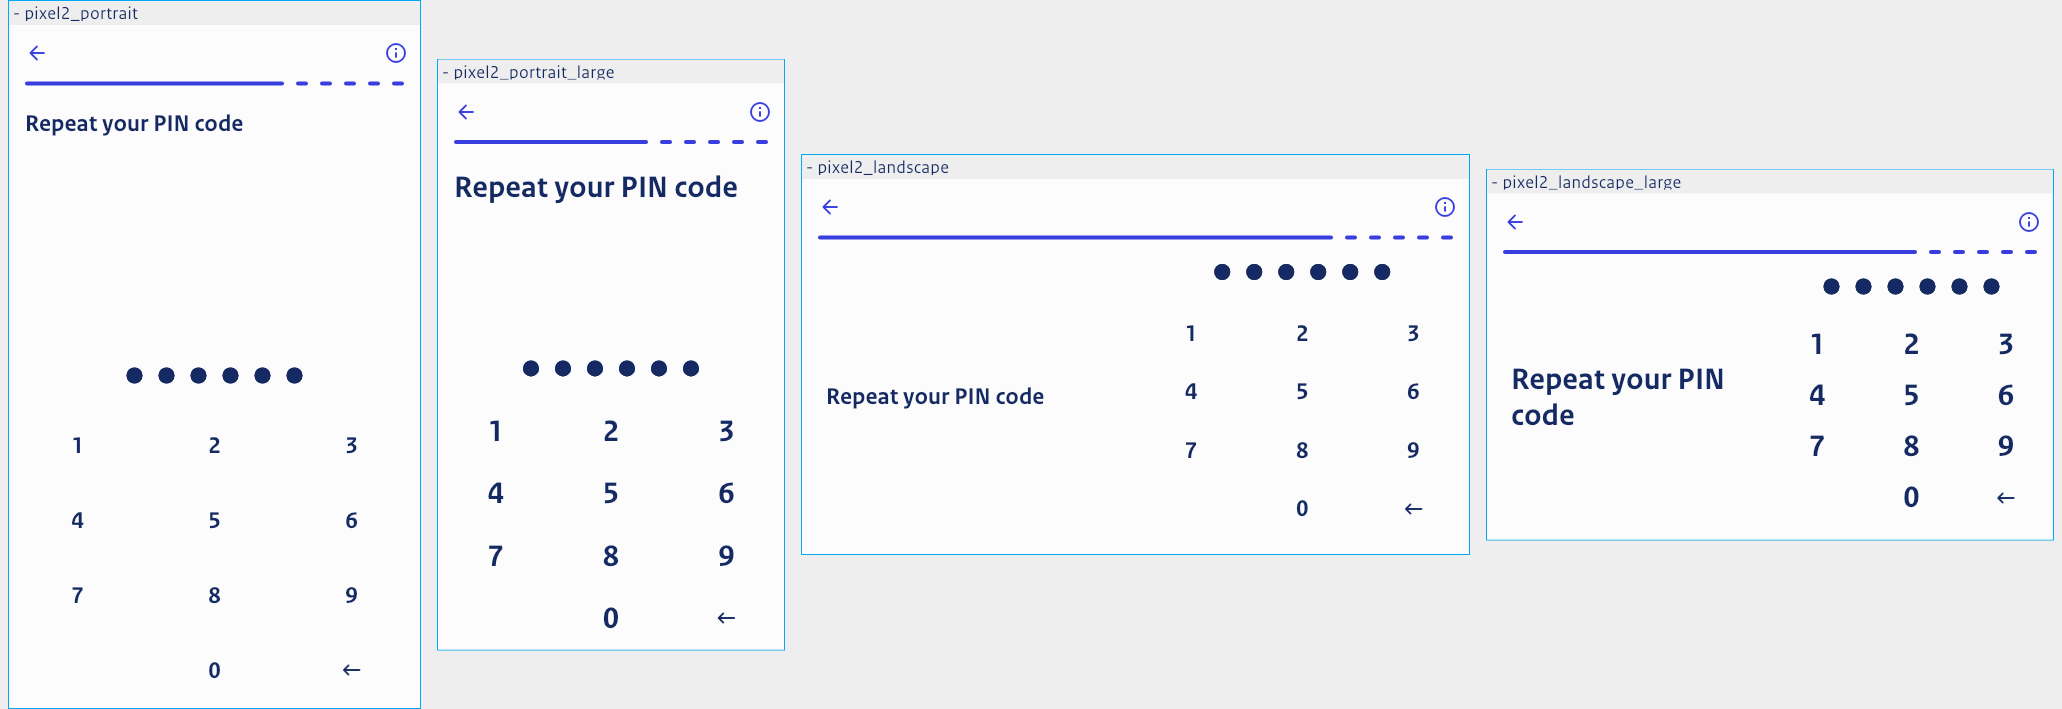 - pixel2_portrait
Repeat your PIN code
1 2 3
4 5 6
7 8 9
0 ←
- pixel2_portrait_large
Repeat your PIN code
1 2 3
4 5 6
7 8 9
0 ←
- pixel2_landscape
Repeat your PIN code
1 2 3
4 5 6
7 8 9
0 ←
- pixel2_landscape_large
Repeat your PIN
code
1 2 3
4 5 6
7 8 9
0 ←